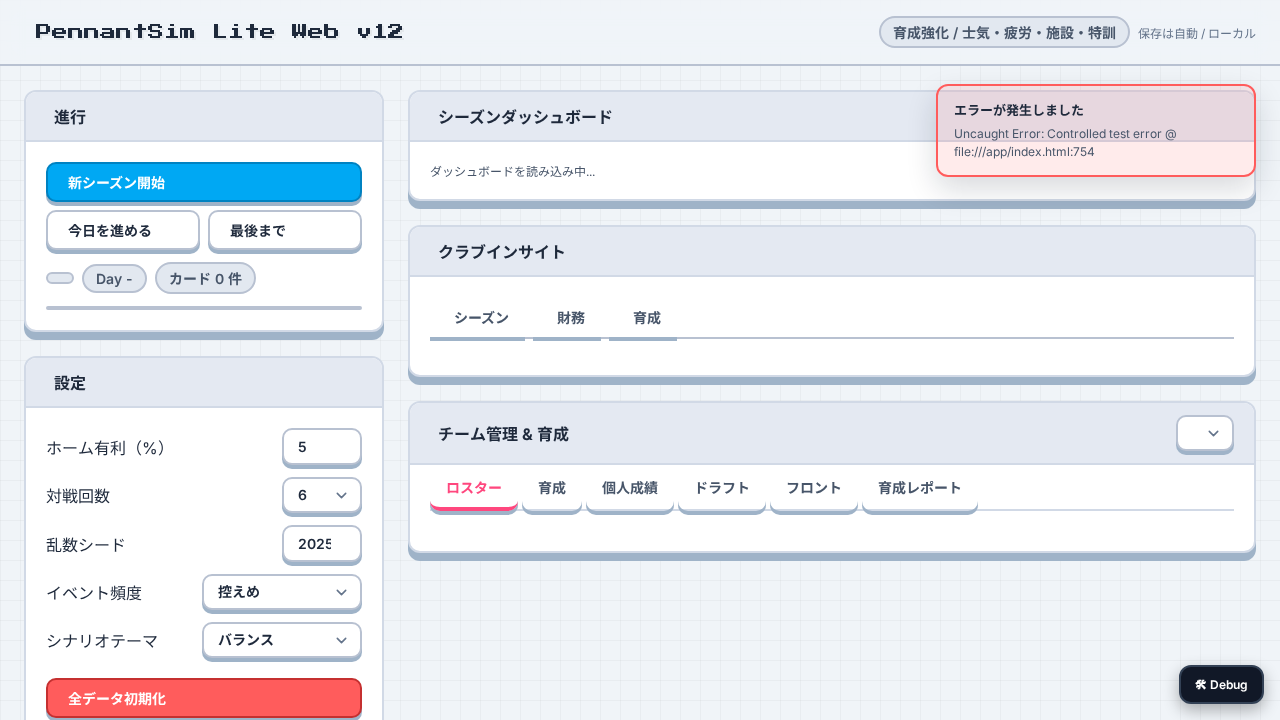 PennantSim Lite Web v12
育成強化 / 士気・疲労・施設・特訓
保存は自動 / ローカル
進行
新シーズン開始
今日を進める
最後まで
Day -
カード 0 件
設定
ホーム有利（%）
5
対戦回数
6
乱数シード
2025
イベント頻度
控えめ
シナリオテーマ
バランス
全データ初期化
シーズンダッシュボード
ダッシュボードを読み込み中...
エラーが発生しました
Uncaught Error: Controlled test error @
file:///app/index.html:754
クラブインサイト
シーズン
財務
育成
チーム管理 & 育成
ロスター
育成
個人成績
ドラフト
フロント
育成レポート
🛠 Debug